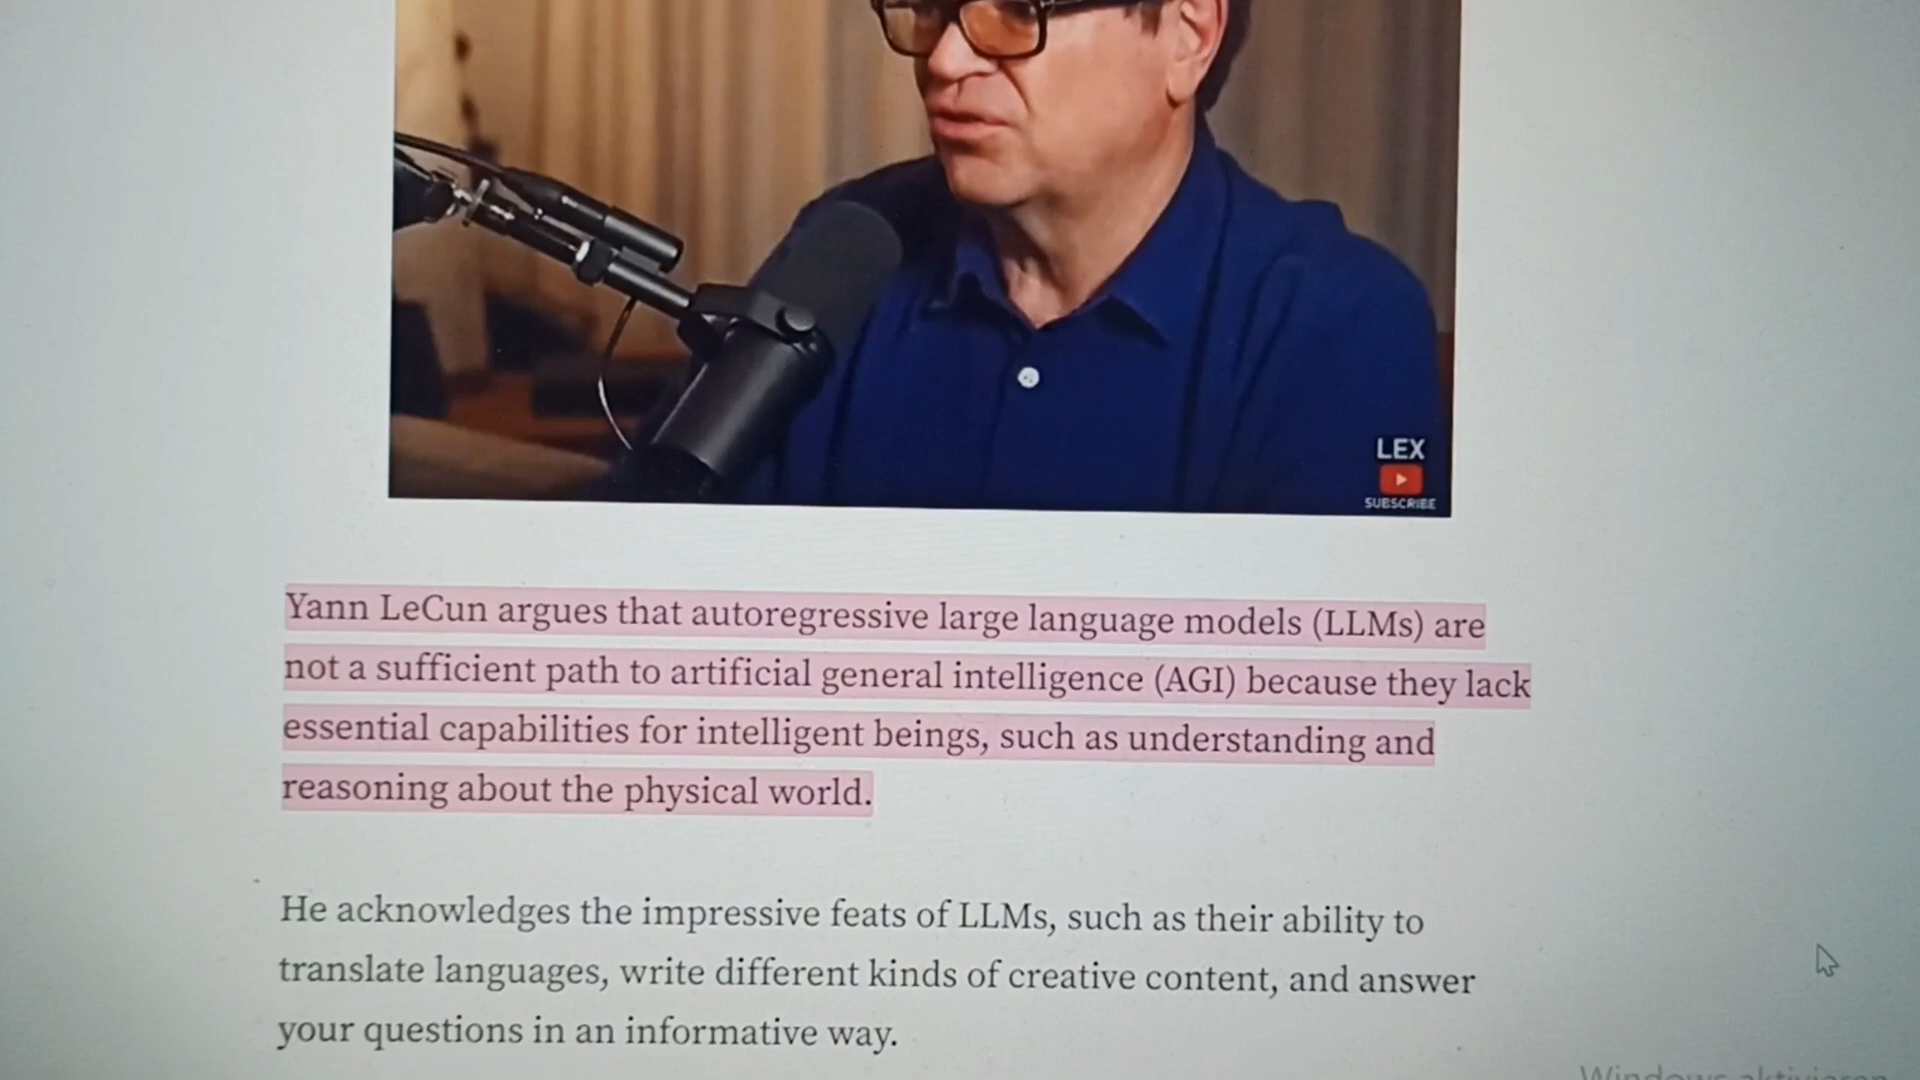 LEX
SUBSCRIBE
Yann LeCun argues that autoregressive large language models (LLMs) are
not a sufficient path to artificial general intelligence (AGI) because they lack
essential capabilities for intelligent beings, such as understanding and
reasoning about the physical world.
He acknowledges the impressive feats of LLMs, such as their ability to
translate languages, write different kinds of creative content, and answer
your questions in an informative way.
Windows aktivieren